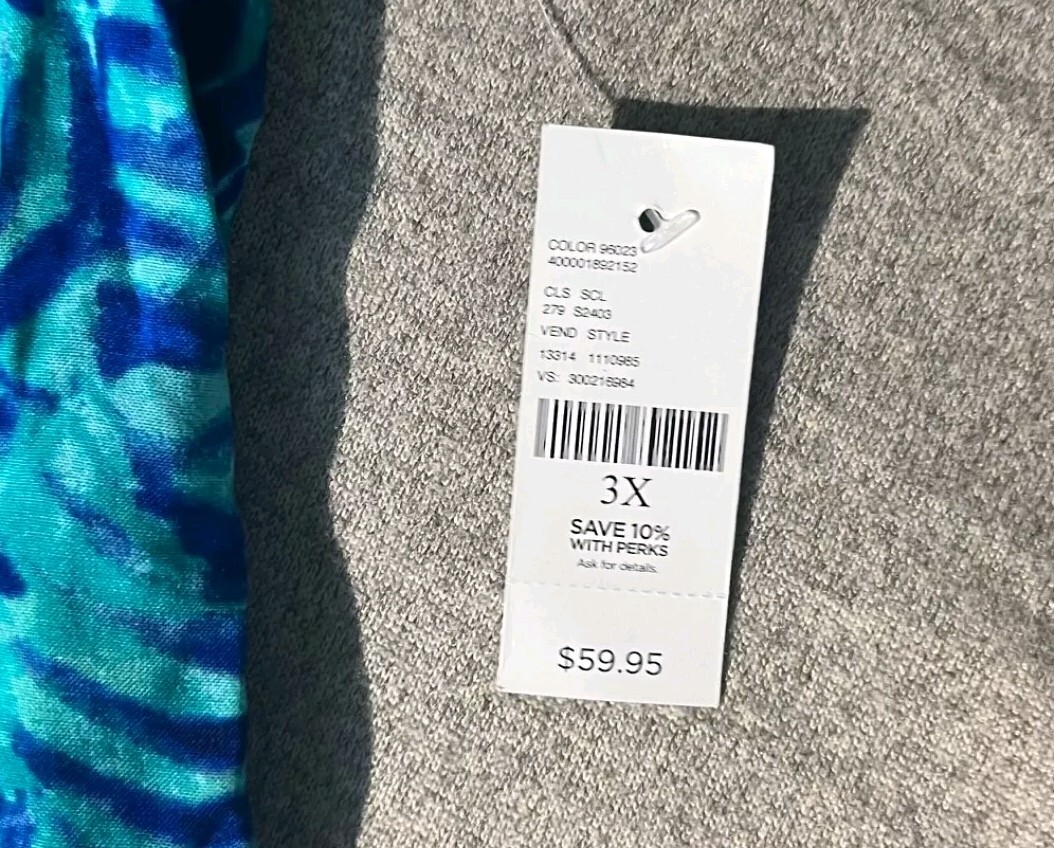 COLOR 96023
400001892152
CLS SCL
279 S2403
VEND STYLE
13314 1110985
VS: 300216984
3X
SAVE 10%
WITH PERKS
Ask for details.
$59.95